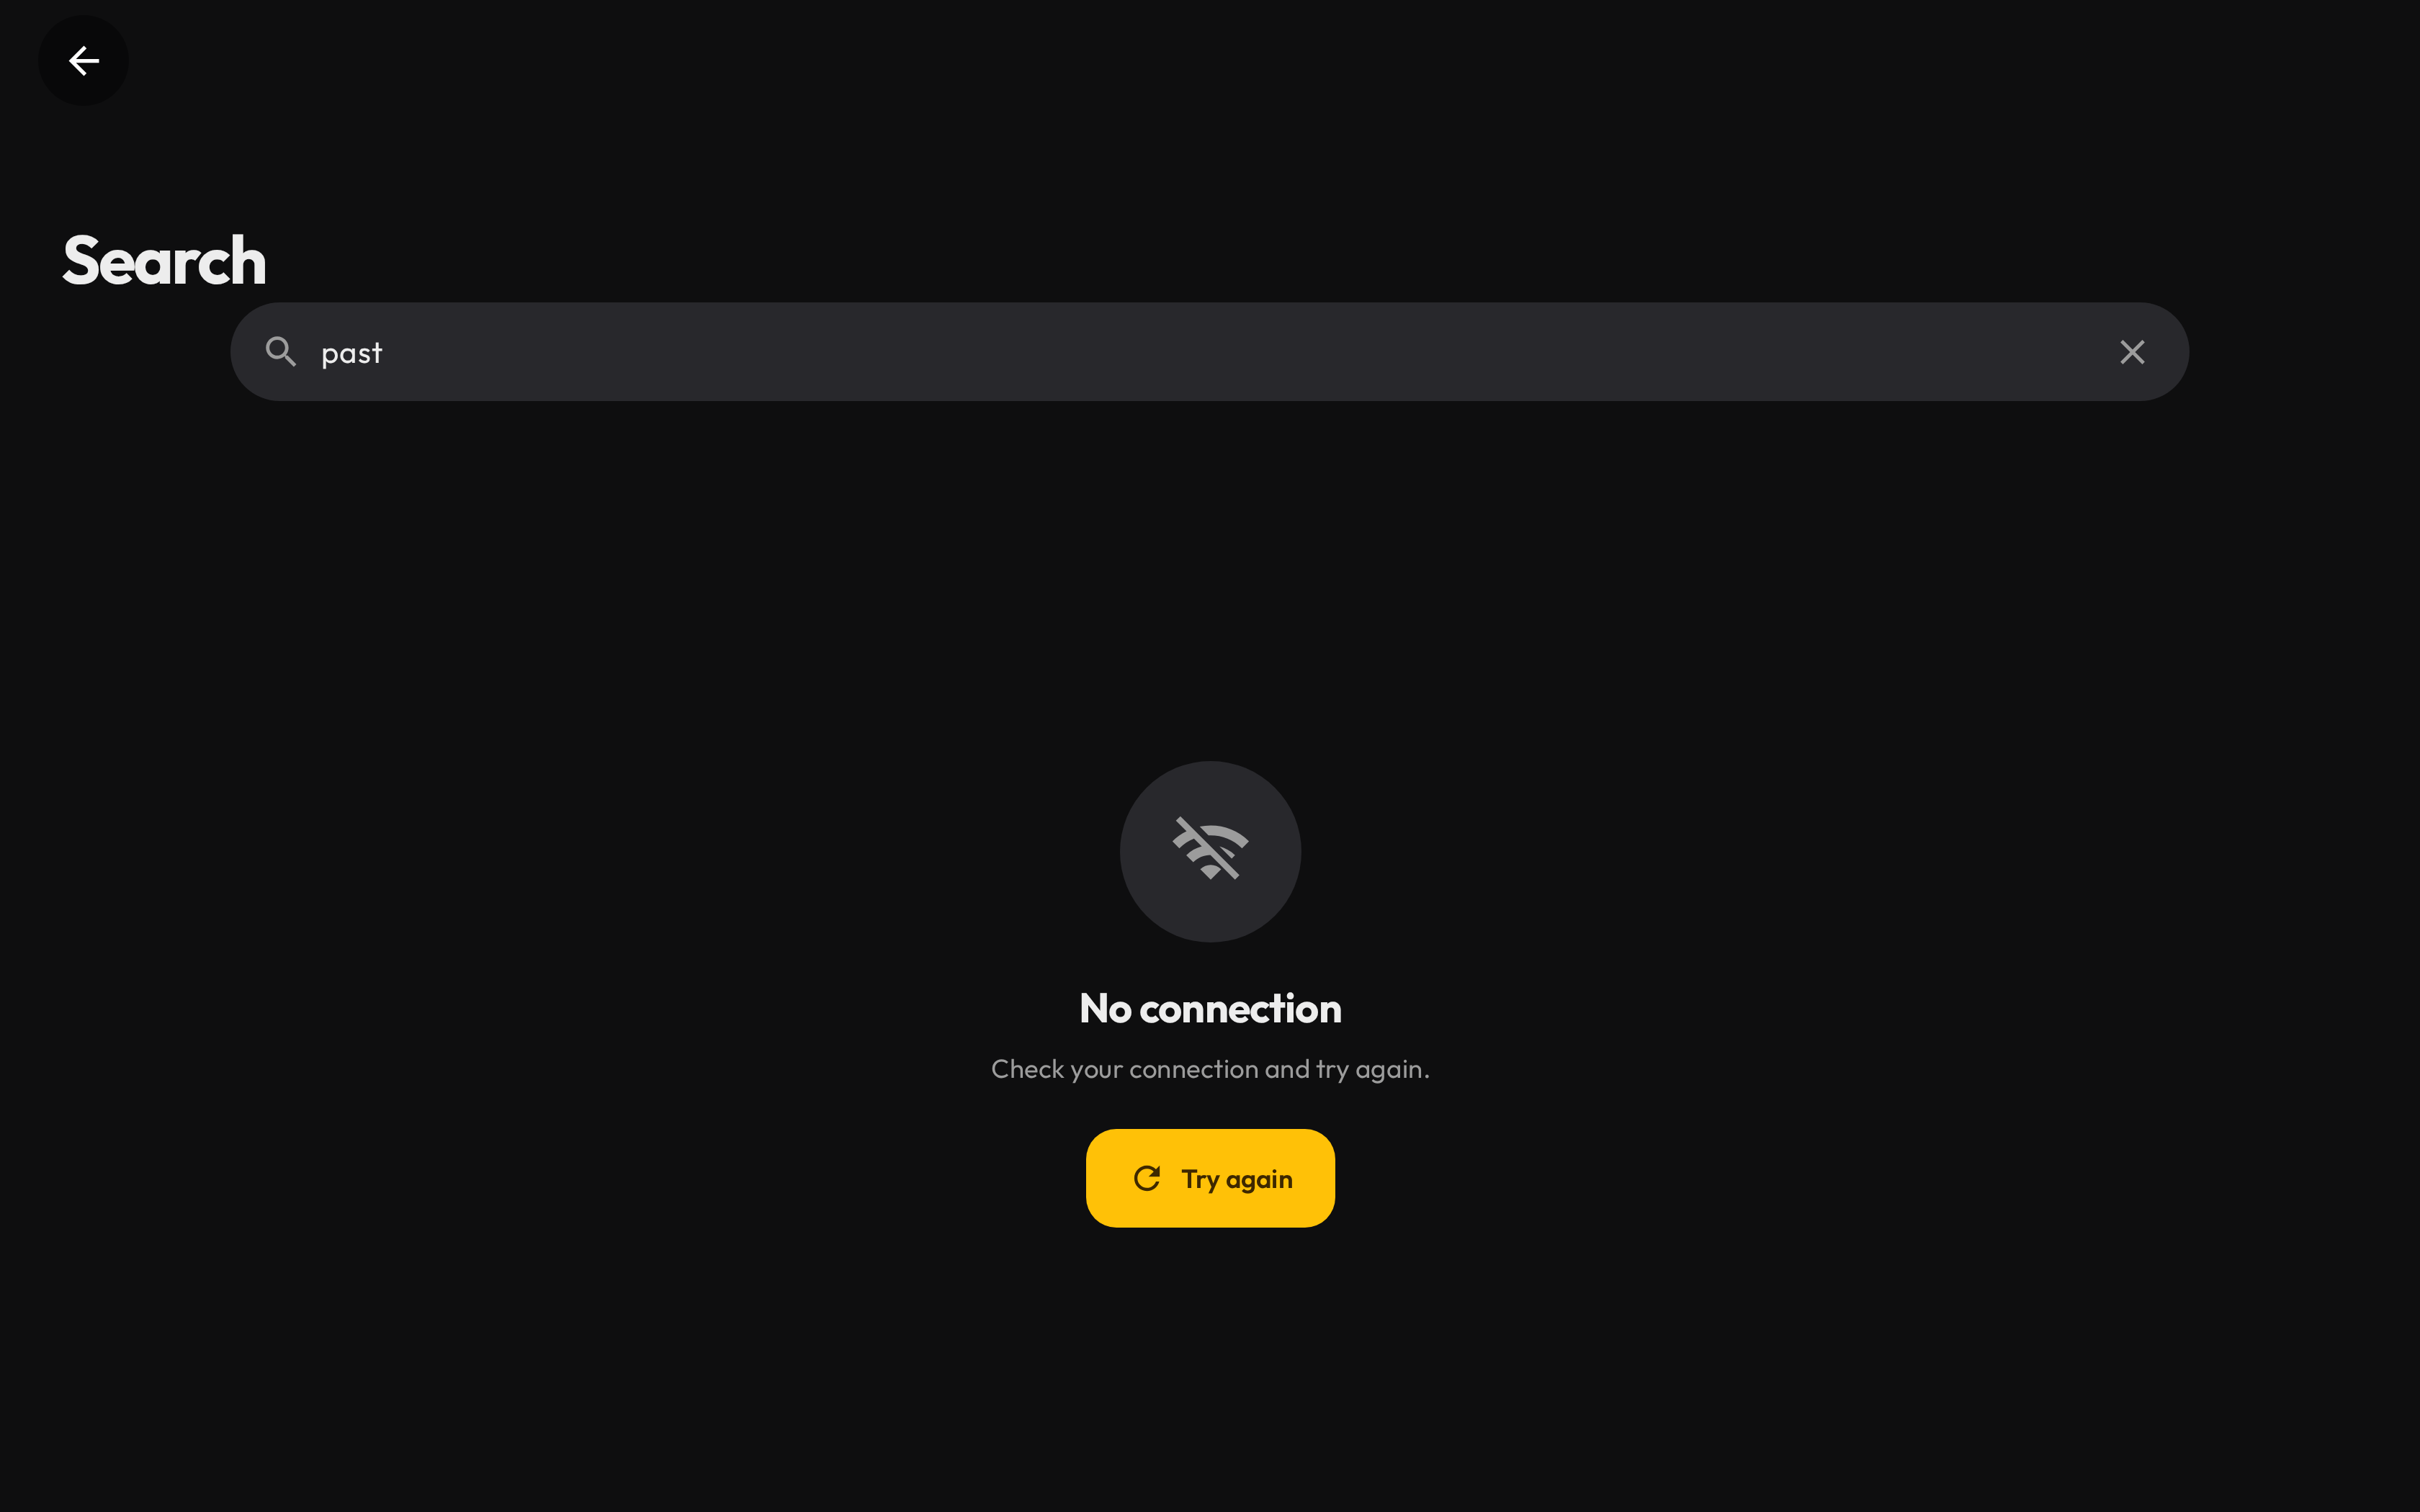 Search
past
No connection
Check your connection and try again.
Try again